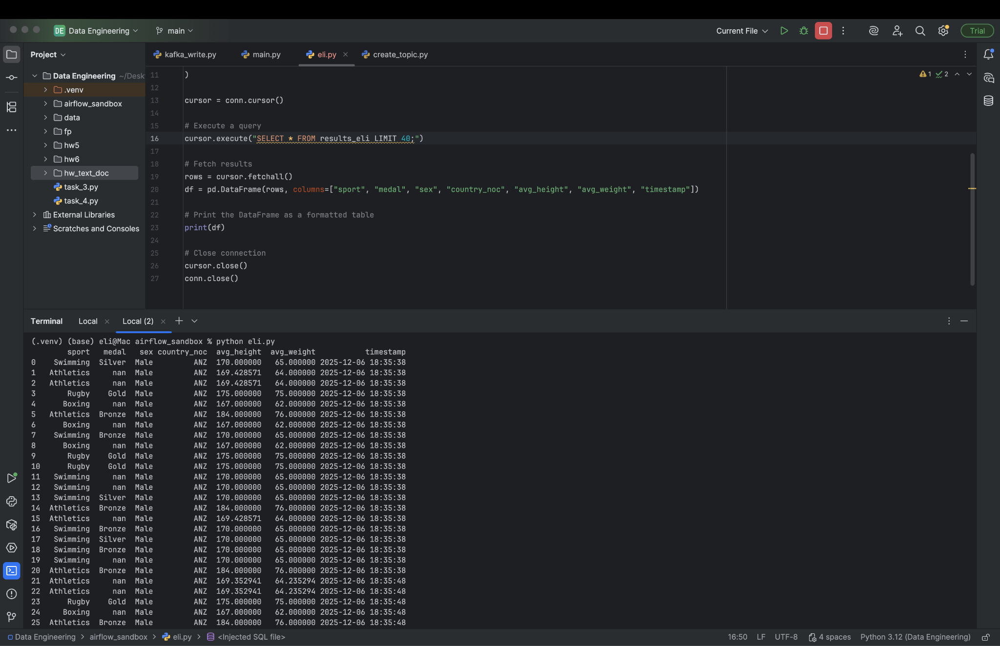 DE Data Engineering main Current File Trial
Project
kafka_write.py main.py eli.py create_topic.py
Data Engineering ~/Desk
.venv
airflow_sandbox
data
fp
hw5
hw6
hw_text_doc
task_3.py
task_4.py
External Libraries
Scratches and Consoles
1 2
11 )
12
13 cursor = conn.cursor()
14
15 # Execute a query
16 cursor.execute("SELECT * FROM results_eli LIMIT 40;")
17
18 # Fetch results
19 rows = cursor.fetchall()
20 df = pd.DataFrame(rows, columns=["sport", "medal", "sex", "country_noc", "avg_height", "avg_weight", "timestamp"])
21
22 # Print the DataFrame as a formatted table
23 print(df)
24
25 # Close connection
26 cursor.close()
27 conn.close()
Terminal Local Local (2)
(.venv) (base) eli@Mac airflow_sandbox % python eli.py
sport medal sex country_noc avg_height avg_weight timestamp
0 Swimming Silver Male ANZ 170.000000 65.000000 2025-12-06 18:35:38
1 Athletics nan Male ANZ 169.428571 64.000000 2025-12-06 18:35:38
2 Athletics nan Male ANZ 169.428571 64.000000 2025-12-06 18:35:38
3 Rugby Gold Male ANZ 175.000000 75.000000 2025-12-06 18:35:38
4 Boxing nan Male ANZ 167.000000 62.000000 2025-12-06 18:35:38
5 Athletics Bronze Male ANZ 184.000000 76.000000 2025-12-06 18:35:38
6 Boxing nan Male ANZ 167.000000 62.000000 2025-12-06 18:35:38
7 Swimming Bronze Male ANZ 170.000000 65.000000 2025-12-06 18:35:38
8 Boxing nan Male ANZ 167.000000 62.000000 2025-12-06 18:35:38
9 Rugby Gold Male ANZ 175.000000 75.000000 2025-12-06 18:35:38
10 Rugby Gold Male ANZ 175.000000 75.000000 2025-12-06 18:35:38
11 Swimming nan Male ANZ 170.000000 65.000000 2025-12-06 18:35:38
12 Swimming nan Male ANZ 170.000000 65.000000 2025-12-06 18:35:38
13 Swimming Silver Male ANZ 170.000000 65.000000 2025-12-06 18:35:38
14 Athletics Bronze Male ANZ 184.000000 76.000000 2025-12-06 18:35:38
15 Athletics nan Male ANZ 169.428571 64.000000 2025-12-06 18:35:38
16 Swimming Bronze Male ANZ 170.000000 65.000000 2025-12-06 18:35:38
17 Swimming Silver Male ANZ 170.000000 65.000000 2025-12-06 18:35:38
18 Swimming Bronze Male ANZ 170.000000 65.000000 2025-12-06 18:35:38
19 Swimming nan Male ANZ 170.000000 65.000000 2025-12-06 18:35:38
20 Athletics Bronze Male ANZ 184.000000 76.000000 2025-12-06 18:35:38
21 Athletics nan Male ANZ 169.352941 64.235294 2025-12-06 18:35:48
22 Athletics nan Male ANZ 169.352941 64.235294 2025-12-06 18:35:48
23 Rugby Gold Male ANZ 175.000000 75.000000 2025-12-06 18:35:48
24 Boxing nan Male ANZ 167.000000 62.000000 2025-12-06 18:35:48
25 Athletics Bronze Male ANZ 184.000000 76.000000 2025-12-06 18:35:48
Data Engineering > airflow_sandbox > eli.py > <Injected SQL file> 16:50 LF UTF-8 4 spaces Python 3.12 (Data Engineering)